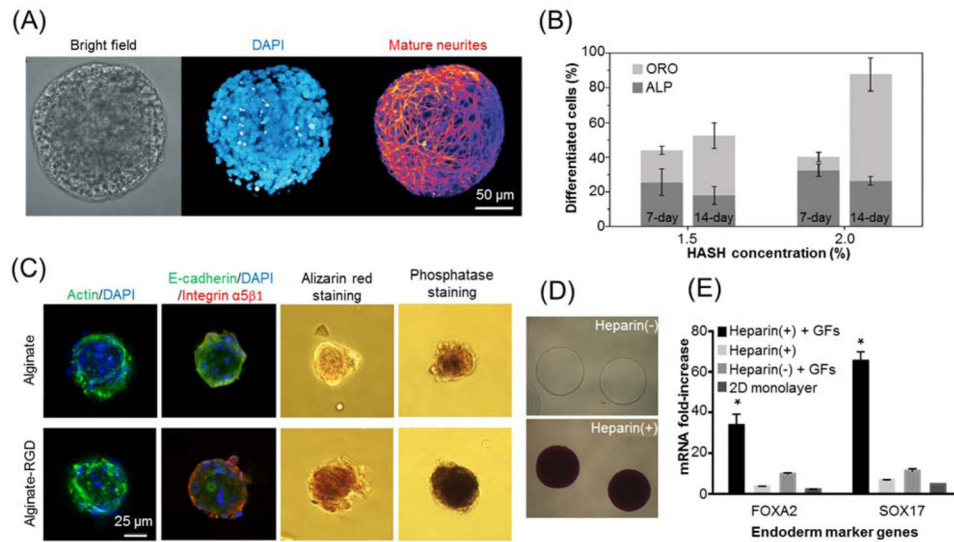 (A)
Bright field
DAPI
Mature neurites
50 µm
(B)
Differentiated cells (%)
100
80
60
40
20
0
ORO
ALP
7-day
14-day
7-day
14-day
1.5
2.0
HASH concentration (%)
(C)
Actin/DAPI
E-cadherin/DAPI
/Integrin α5β1
Alizarin red
staining
Phosphatase
staining
Alginate
Alginate-RGD
25 µm
(D)
Heparin(-)
Heparin(+)
(E)
mRNA fold-increase
80
60
40
20
0
Heparin(+) + GFs
Heparin(+)
Heparin(-) + GFs
2D monolayer
*
*
FOXA2
SOX17
Endoderm marker genes